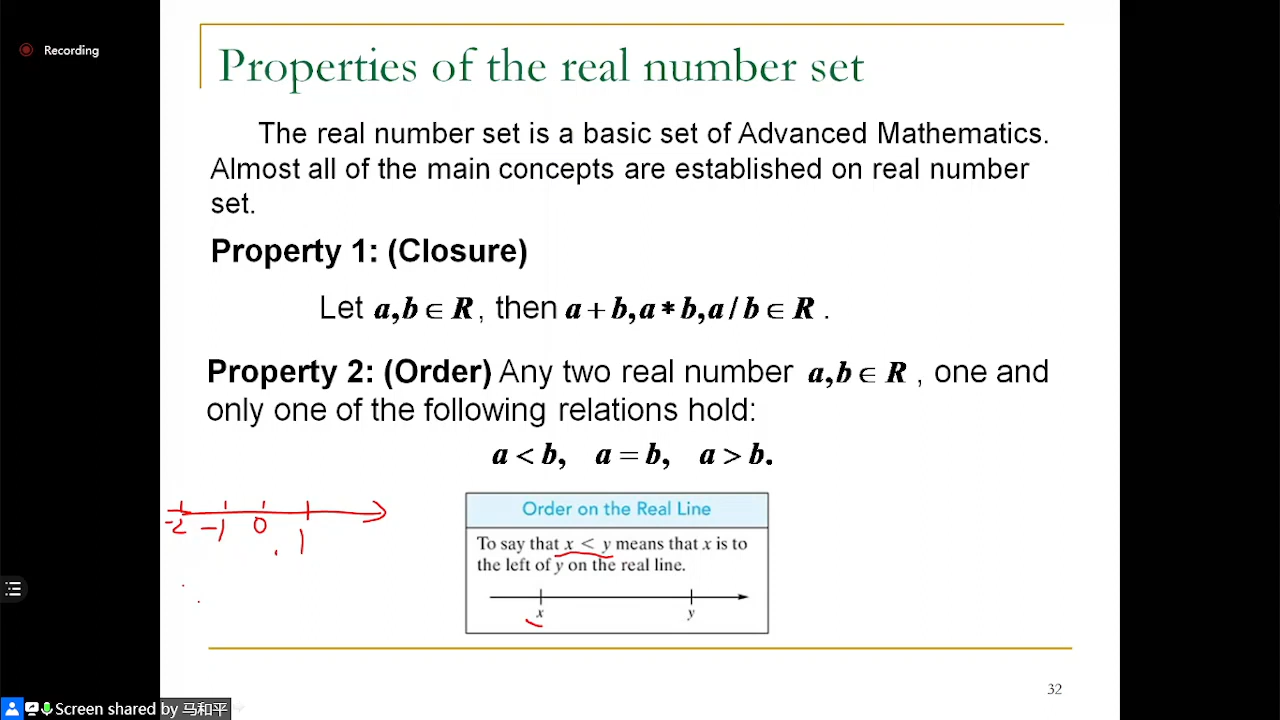 Recording
Properties of the real number set
The real number set is a basic set of Advanced Mathematics.
Almost all of the main concepts are established on real number
set.
Property 1: (Closure)
Let a,b ∈ R, then a + b,a * b,a / b ∈ R .
Property 2: (Order) Any two real number a,b ∈ R , one and
only one of the following relations hold:
a < b, a = b, a > b.
-2 -1 0 1
Order on the Real Line
To say that x < y means that x is to
the left of y on the real line.
x y
32
Screen shared by 马和平